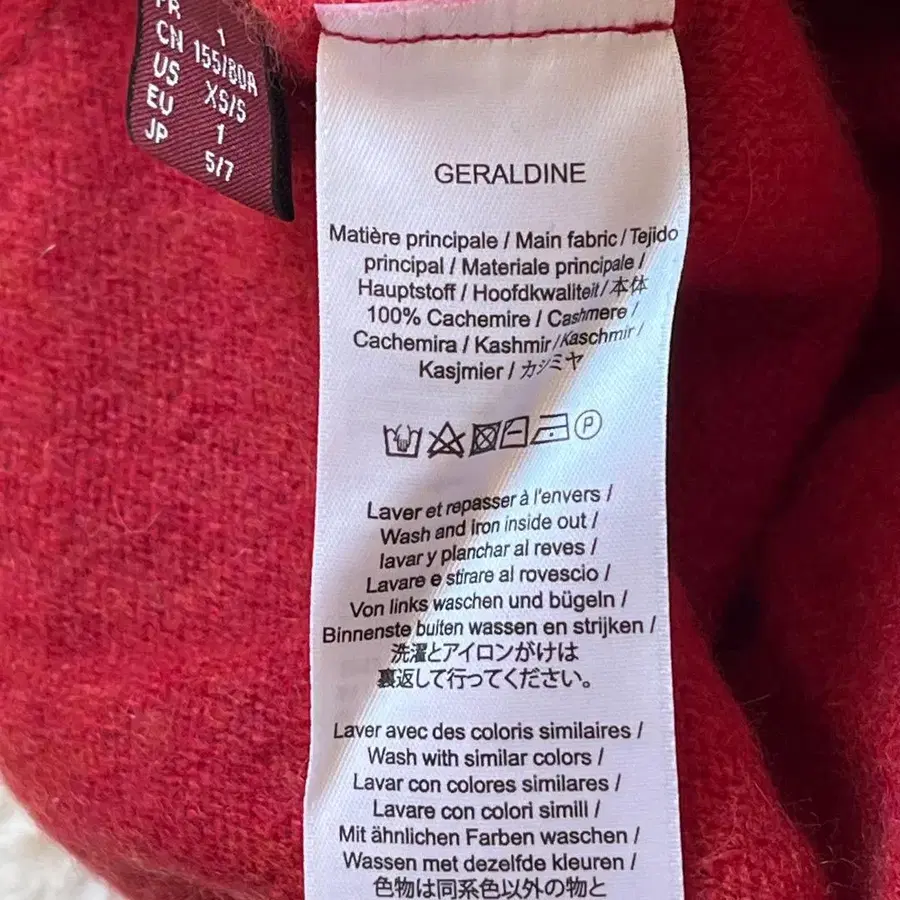 FR 1
CN 155/80A
US XS/S
EU 1
JP 5/7
GERALDINE
Matière principale / Main fabric / Tejido
principal / Materiale principale /
Hauptstoff / Hoofdkwaliteit / 本体
100% Cachemire / Cashmere /
Cachemira / Kashmir / Kaschmir /
Kasjmier / カシミヤ
P
Laver et repasser à l'envers /
Wash and iron inside out /
lavar y planchar al reves /
Lavare e stirare al rovescio /
Von links waschen und bügeln /
Binnenste buiten wassen en strijken /
洗濯とアイロンがけは
裏返して行ってください。
Laver avec des coloris similaires /
Wash with similar colors /
Lavar con colores similares /
Lavare con colori simili /
Mit ähnlichen Farben waschen /
Wassen met dezelfde kleuren /
色物は同系色以外の物と